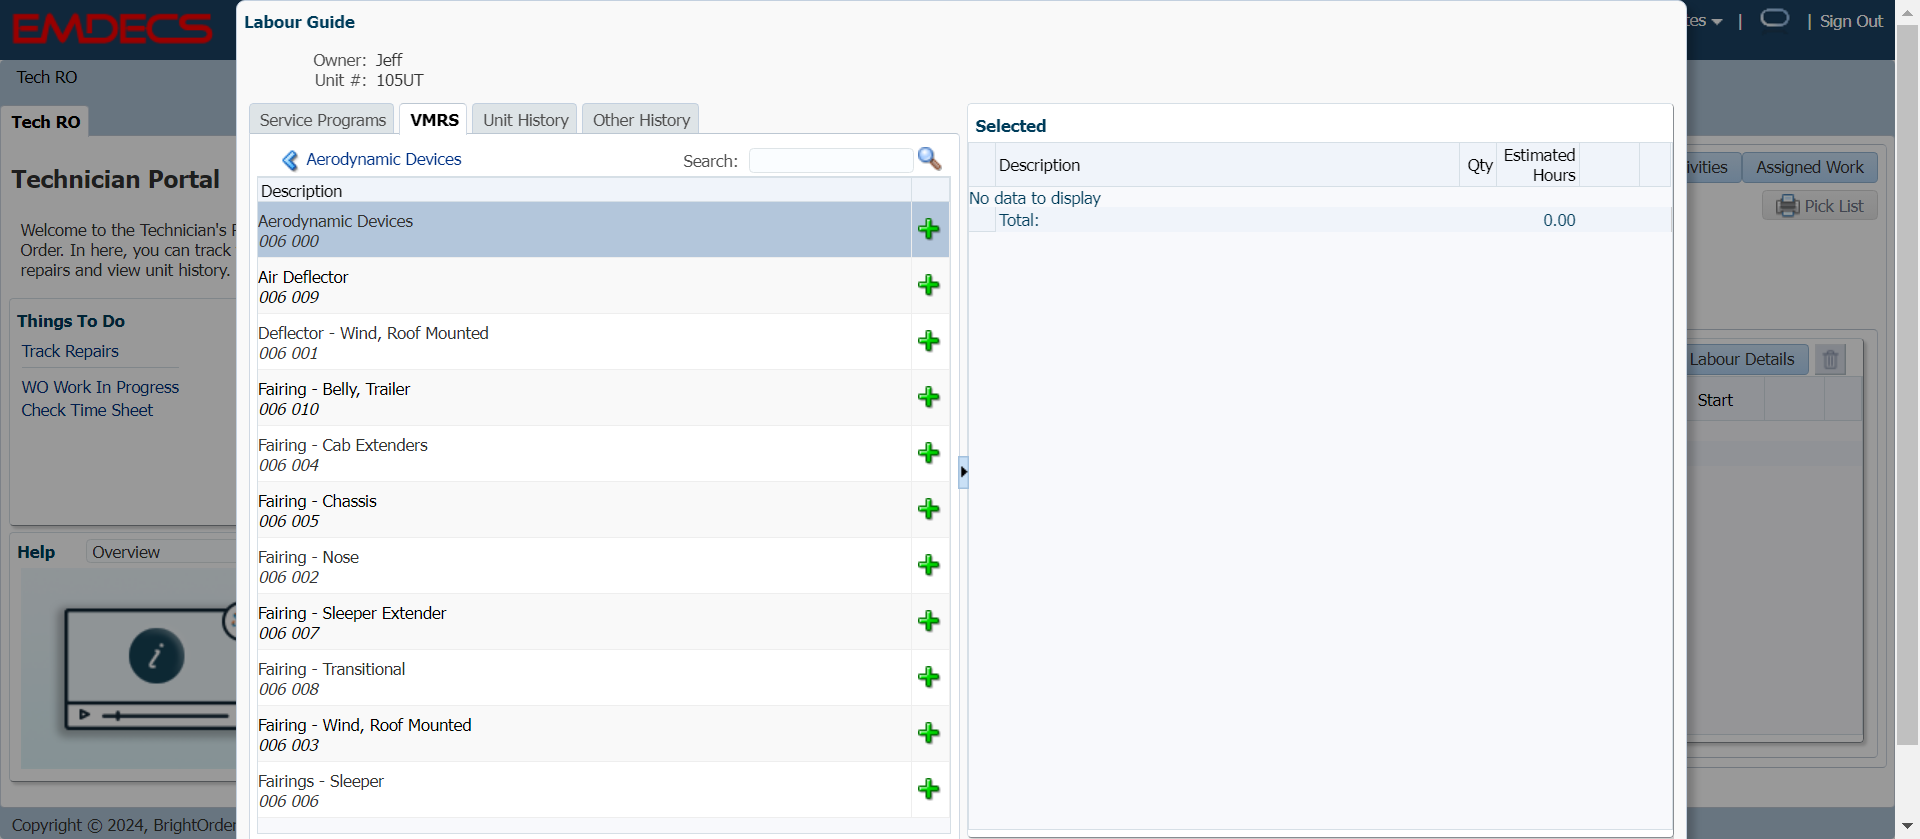 EMDECS
Sign Out
Tech RO
Tech RO
Technician Portal
Welcome to the Technician's
Order. In here, you can track
repairs and view unit history.
Things To Do
Track Repairs
WO Work In Progress
Check Time Sheet
Help
Overview
Copyright © 2024, BrightOrder
Labour Guide
Owner: Jeff
Unit #: 105UT
Service Programs
VMRS
Unit History
Other History
Aerodynamic Devices
Search:
Description
Aerodynamic Devices
006 000
Air Deflector
006 009
Deflector - Wind, Roof Mounted
006 001
Fairing - Belly, Trailer
006 010
Fairing - Cab Extenders
006 004
Fairing - Chassis
006 005
Fairing - Nose
006 002
Fairing - Sleeper Extender
006 007
Fairing - Transitional
006 008
Fairing - Wind, Roof Mounted
006 003
Fairings - Sleeper
006 006
Selected
Description
Qty
Estimated
Hours
No data to display
Total: 0.00
Assigned Work
Pick List
Labour Details
Start